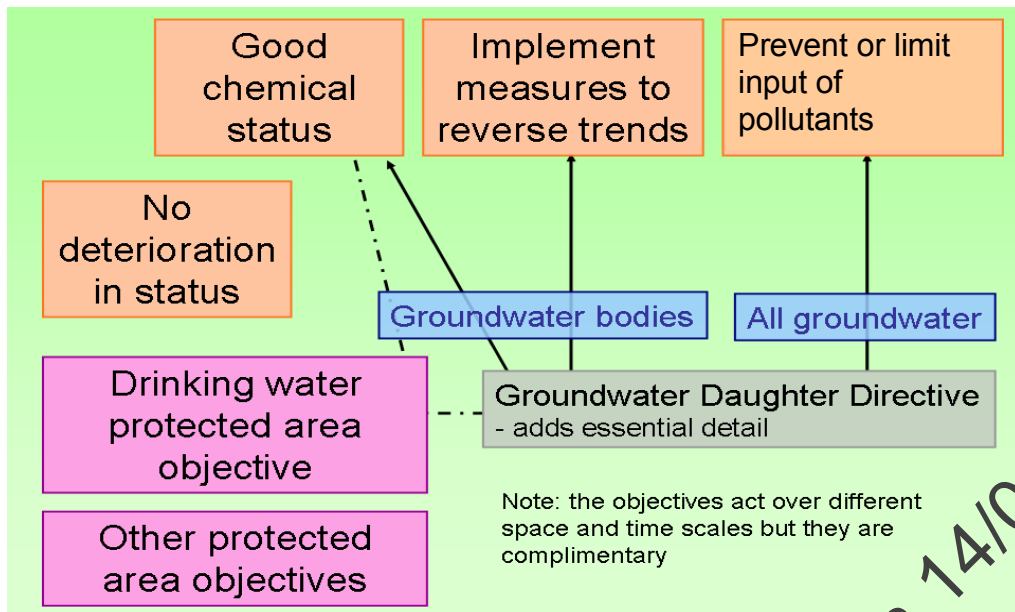 Good
chemical
status
Implement
measures to
reverse trends
Prevent or limit
input of
pollutants
No
deterioration
in status
Groundwater bodies
All groundwater
Drinking water
protected area
objective
Groundwater Daughter Directive
- adds essential detail
Note: the objectives act over different
space and time scales but they are
complimentary
Other protected
area objectives